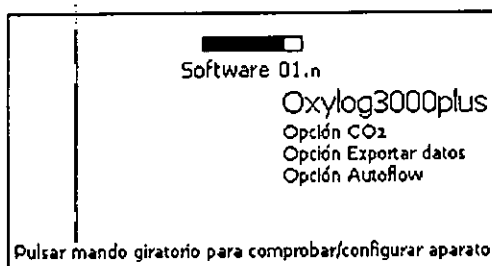 Software 01.n
Oxylog3000plus
Opción CO2
Opción Exportar datos
Opción Autoflow
Pulsar mando giratorio para comprobar/configurar aparato